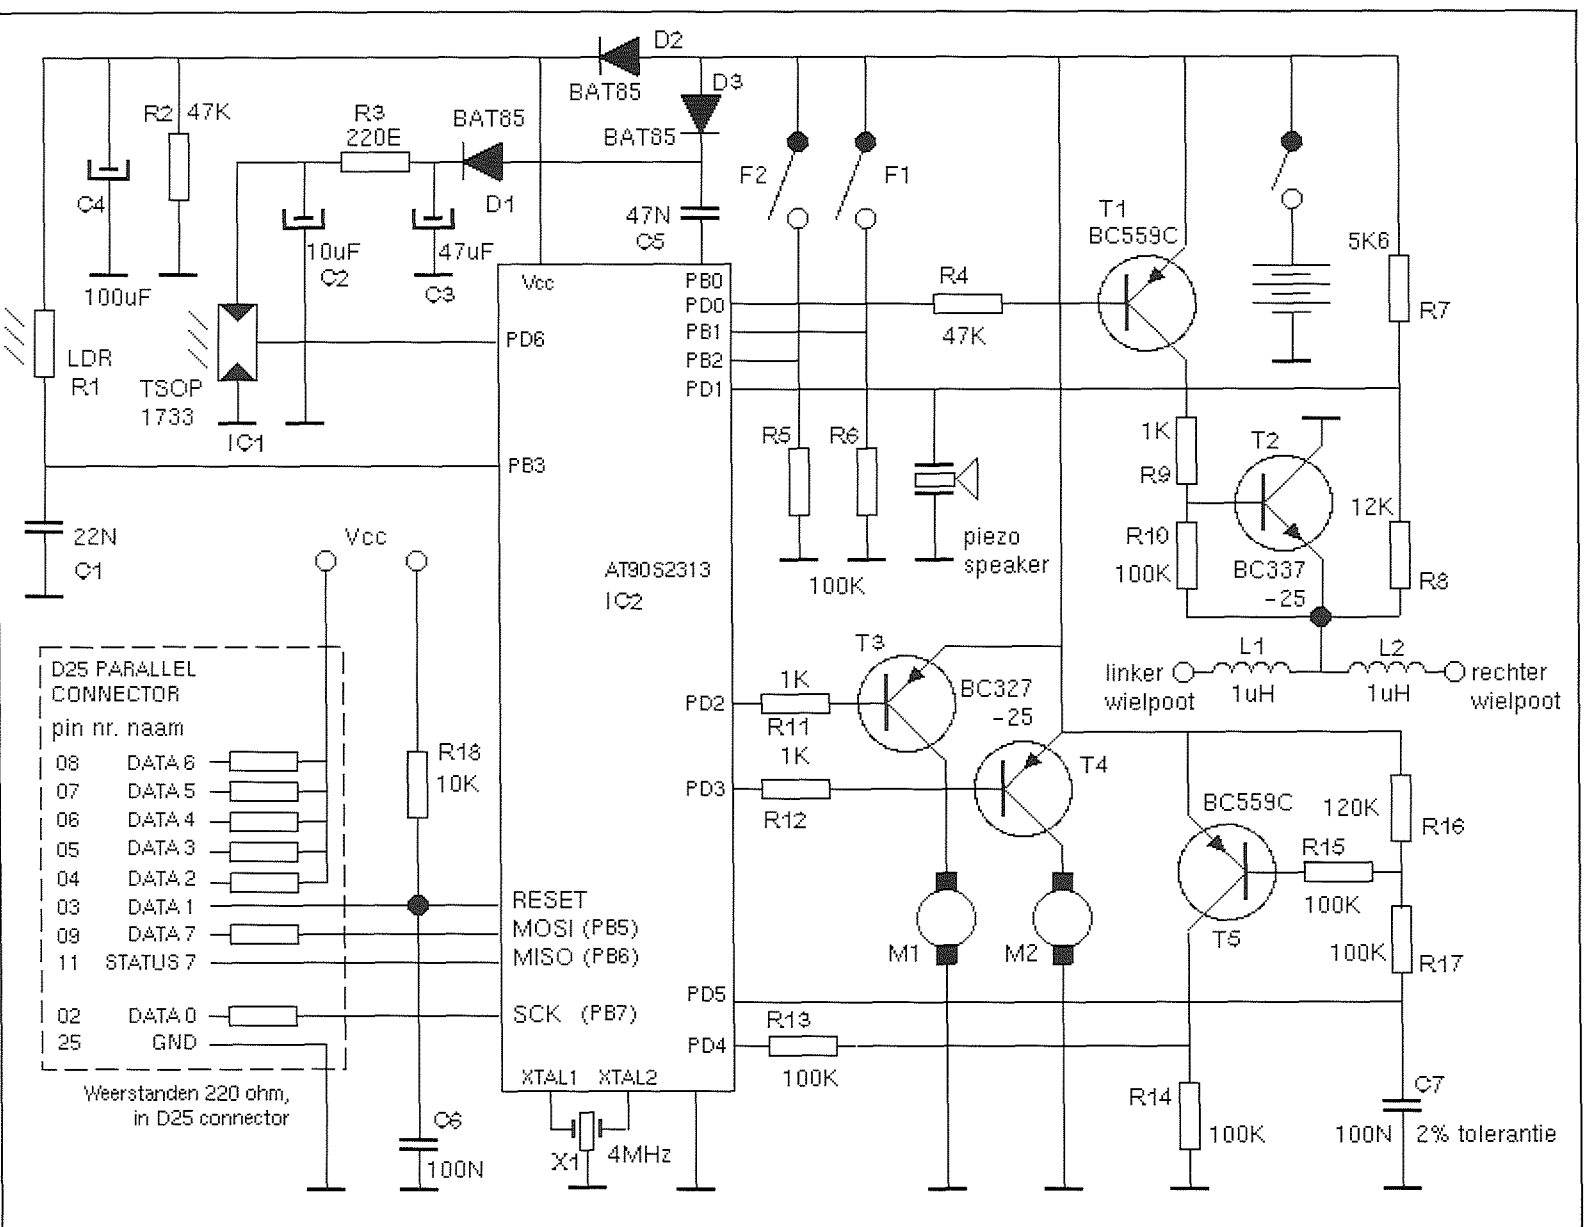 D2
BAT85
D3
BAT85
R2 47K
R3
220E
BAT85
D1
C4
100uF
10uF
C2
47uF
C3
47N
C5
F2
F1
T1
BC559C
5K6
R7
Vcc
PB0
PD0
PB1
PB2
PD1
R4
47K
LDR
R1
TSOP
1733
IC1
PD6
PB3
22N
C1
Vcc
R5
R6
100K
piezo
speaker
1K
R9
T2
R10
100K
BC337
-25
12K
R8
AT90S2313
IC2
linker
wielpoot
L1
1uH
L2
1uH
rechter
wielpoot
D25 PARALLEL
CONNECTOR
pin nr. naam
08 DATA 6
07 DATA 5
06 DATA 4
05 DATA 3
04 DATA 2
03 DATA 1
09 DATA 7
11 STATUS 7
02 DATA 0
25 GND
Weerstanden 220 ohm,
in D25 connector
R18
10K
RESET
MOSI (PB5)
MISO (PB6)
SCK (PB7)
XTAL1 XTAL2
C6
100N
X1
4MHz
PD2
1K
R11
T3
BC327
-25
PD3
1K
R12
T4
M1
M2
BC559C
T5
R15
100K
120K
R16
100K
R17
PD5
PD4
R13
100K
R14
100K
C7
100N 2% tolerantie